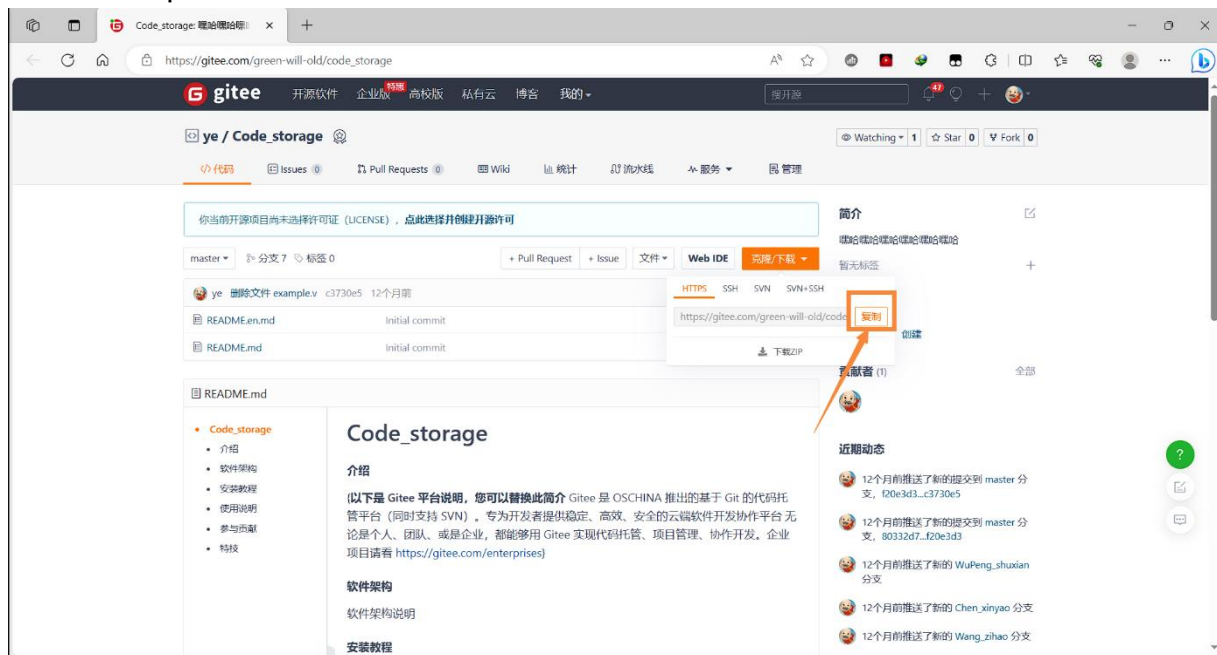 Code_storage: 嘿哈嘿哈嘿
https://gitee.com/green-will-old/code_storage
gitee 开源软件 企业版 特惠 高校版 私有云 博客 我的 搜开源 47
ye / Code_storage Watching 1 Star 0 Fork 0
代码 Issues 0 Pull Requests 0 Wiki 统计 流水线 服务 管理
你当前开源项目尚未选择许可证（LICENSE），点此选择并创建开源许可
简介
嘿哈嘿哈嘿哈嘿哈嘿哈嘿哈
master 分支 7 标签 0 + Pull Request + Issue 文件 Web IDE 克隆/下载
暂无标签
ye 删除文件 example.v c3730e5 12个月前
HTTPS SSH SVN SVN+SSH
https://gitee.com/green-will-old/code 复制
README.en.md Initial commit
创建
README.md Initial commit
下载ZIP
贡献者 (1) 全部
README.md
Code_storage
介绍
软件架构
安装教程
使用说明
参与贡献
特技
Code_storage
介绍
(以下是 Gitee 平台说明，您可以替换此简介 Gitee 是 OSCHINA 推出的基于 Git 的代码托
管平台（同时支持 SVN）。专为开发者提供稳定、高效、安全的云端软件开发协作平台 无
论是个人、团队、或是企业，都能够用 Gitee 实现代码托管、项目管理、协作开发。企业
项目请看 https://gitee.com/enterprises)
软件架构
软件架构说明
安装教程
近期动态
12个月前推送了新的提交到 master 分
支，f20e3d3...c3730e5
12个月前推送了新的提交到 master 分
支，80332d7...f20e3d3
12个月前推送了新的 WuPeng_shuxian
分支
12个月前推送了新的 Chen_xinyao 分支
12个月前推送了新的 Wang_zihao 分支